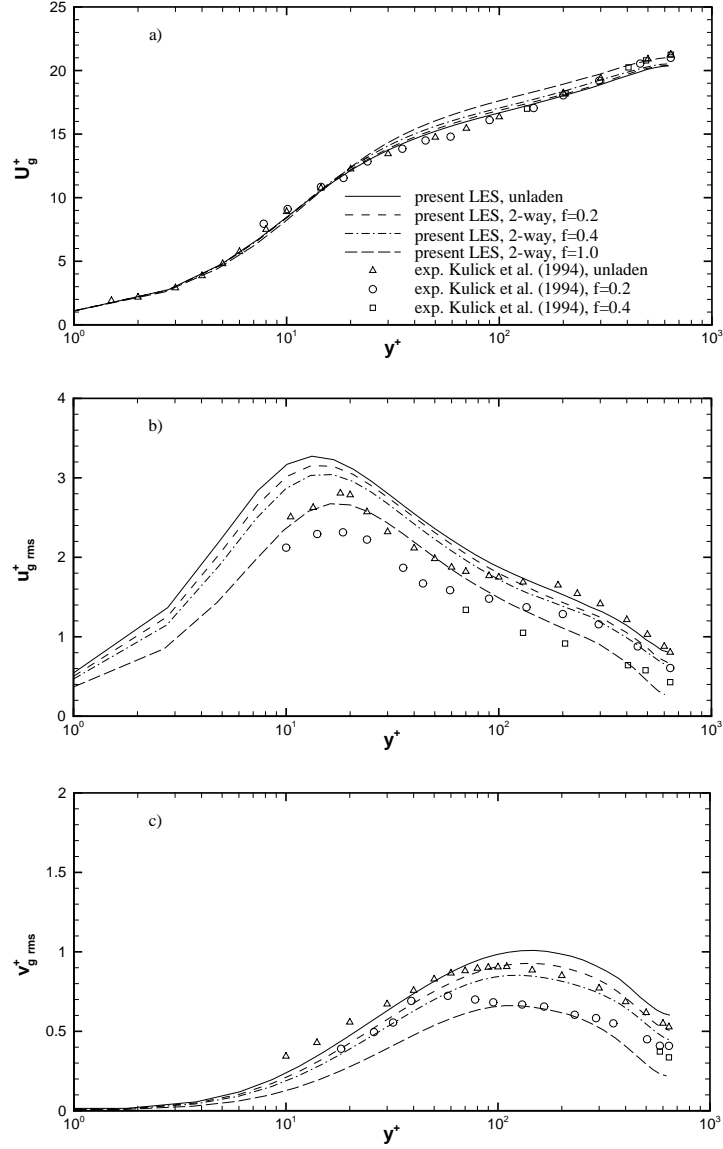 a)
25
20
15
10
5
0
U_g^+
present LES, unladen
present LES, 2-way, f=0.2
present LES, 2-way, f=0.4
present LES, 2-way, f=1.0
exp. Kulick et al. (1994), unladen
exp. Kulick et al. (1994), f=0.2
exp. Kulick et al. (1994), f=0.4
10^0 10^1 10^2 10^3
y^+
b)
4
3
2
1
0
u_g^+ rms
10^0 10^1 10^2 10^3
y^+
c)
2
1.5
1
0.5
0
v_g^+ rms
10^0 10^1 10^2 10^3
y^+